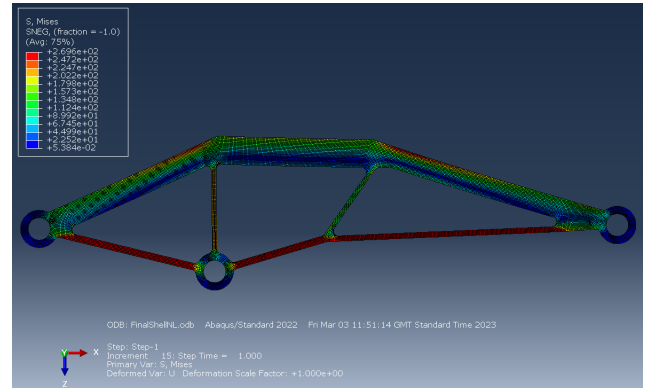 S, Mises
SNEG, (fraction = -1.0)
(Avg: 75%)
+2.696e+02
+2.472e+02
+2.247e+02
+2.022e+02
+1.798e+02
+1.573e+02
+1.348e+02
+1.124e+02
+8.992e+01
+6.745e+01
+4.499e+01
+2.252e+01
+5.384e-02
ODB: FinalShellNL.odb Abaqus/Standard 2022 Fri Mar 03 11:51:14 GMT Standard Time 2023
Y
X
Z
Step: Step-1
Increment 15: Step Time = 1.000
Primary Var: S, Mises
Deformed Var: U Deformation Scale Factor: +1.000e+00